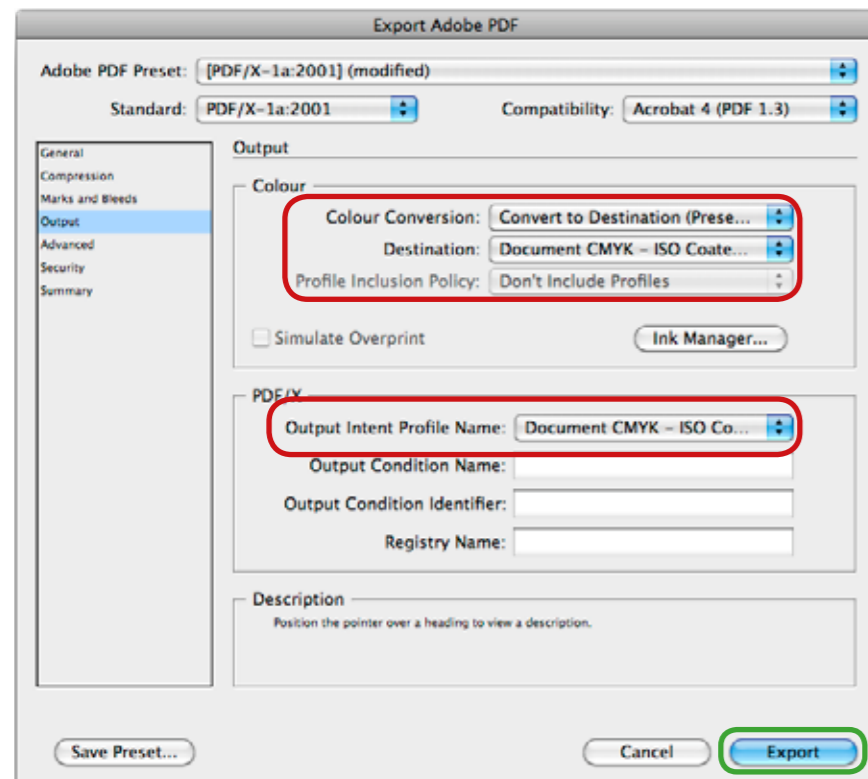 Export Adobe PDF
Adobe PDF Preset: [PDF/X-1a:2001] (modified)
Standard: PDF/X-1a:2001 Compatibility: Acrobat 4 (PDF 1.3)
General
Compression
Marks and Bleeds
Output
Advanced
Security
Summary
Output
Colour
Colour Conversion: Convert to Destination (Prese...
Destination: Document CMYK - ISO Coate...
Profile Inclusion Policy: Don't Include Profiles
Simulate Overprint Ink Manager...
PDF/X
Output Intent Profile Name: Document CMYK - ISO Co...
Output Condition Name:
Output Condition Identifier:
Registry Name:
Description
Position the pointer over a heading to view a description.
Save Preset... Cancel Export